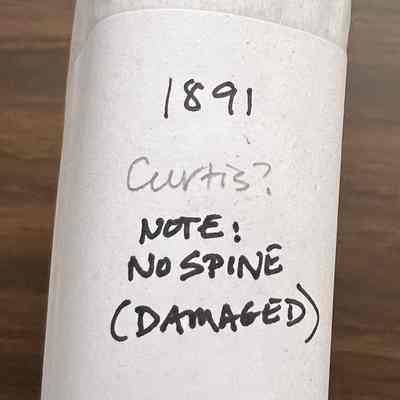 1891
Curtis?
NOTE:
NO SPINE
(DAMAGED)